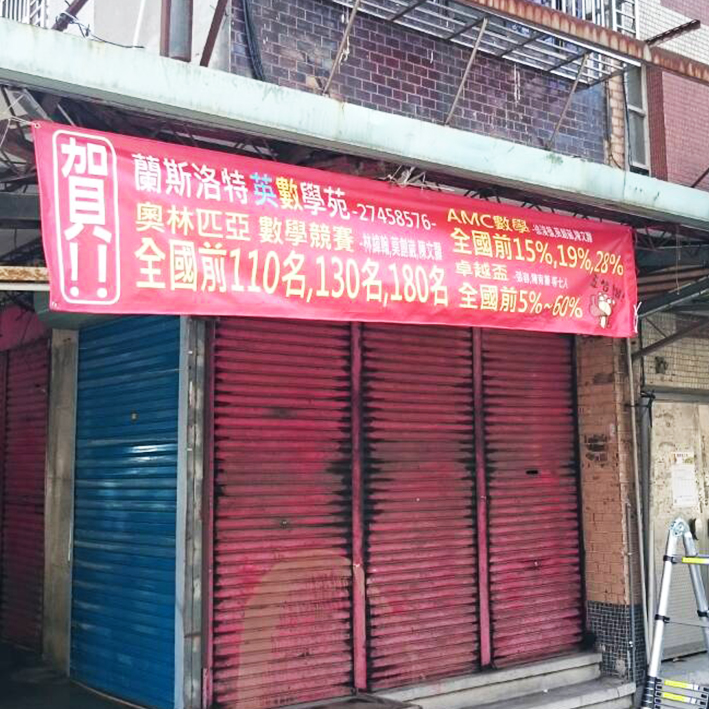 賀!!
蘭斯洛特英數學苑-27458576-
奧林匹亞 數學競賽
全國前110名,130名,180名
AMC數學
全國前15%,19%,28%
卓越盃
全國前5%~60%